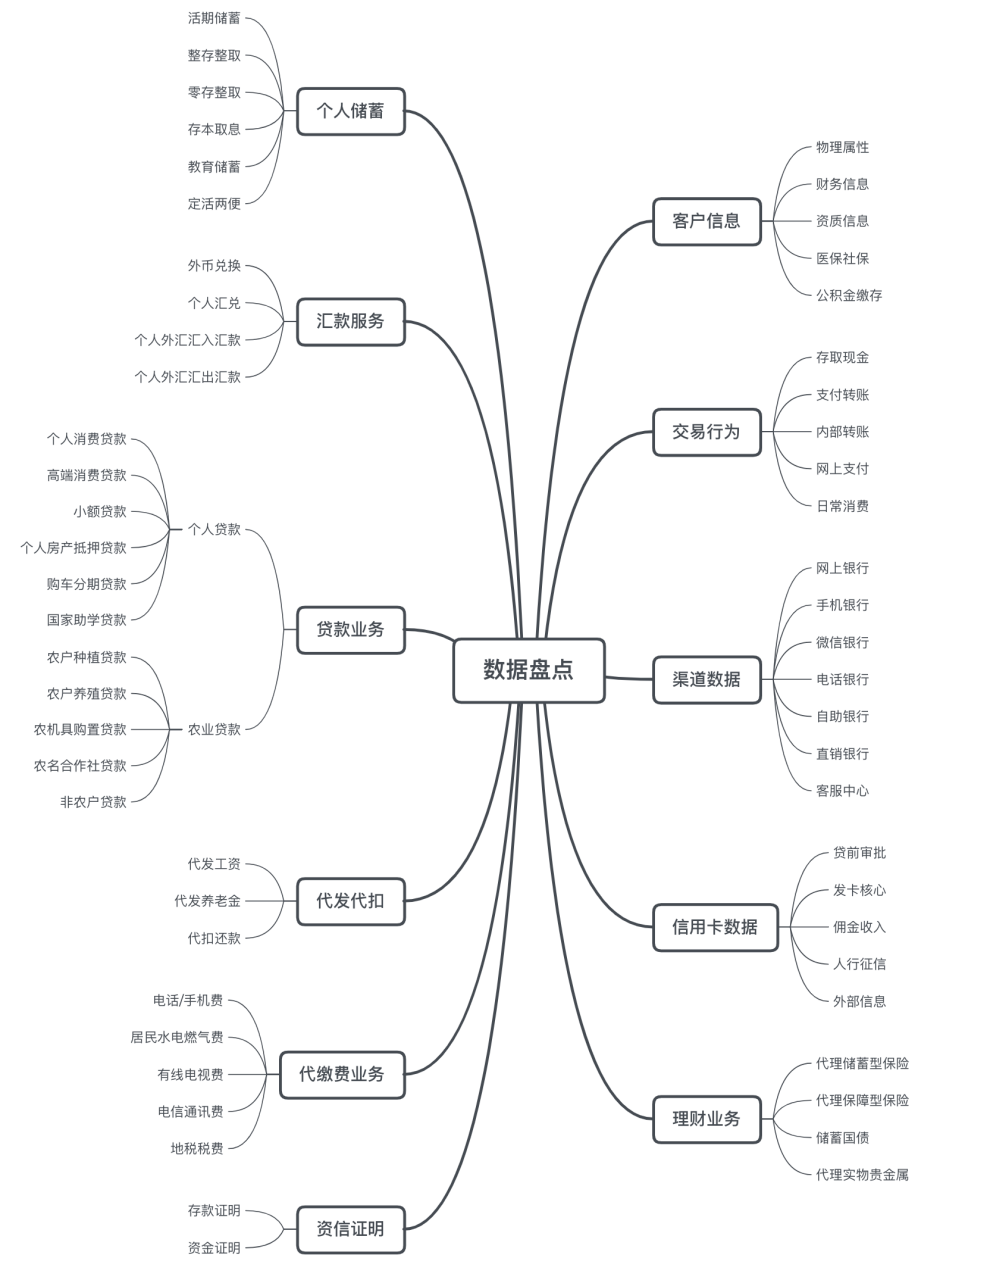 数据盘点
个人储蓄
活期储蓄
整存整取
零存整取
存本取息
教育储蓄
定活两便
汇款服务
外币兑换
个人汇兑
个人外汇汇入汇款
个人外汇汇出汇款
贷款业务
个人贷款
个人消费贷款
高端消费贷款
小额贷款
个人房产抵押贷款
购车分期贷款
国家助学贷款
农业贷款
农户种植贷款
农户养殖贷款
农机具购置贷款
农名合作社贷款
非农户贷款
代发代扣
代发工资
代发养老金
代扣还款
代缴费业务
电话/手机费
居民水电燃气费
有线电视费
电信通讯费
地税税费
资信证明
存款证明
资金证明
客户信息
物理属性
财务信息
资质信息
医保社保
公积金缴存
交易行为
存取现金
支付转账
内部转账
网上支付
日常消费
渠道数据
网上银行
手机银行
微信银行
电话银行
自助银行
直销银行
客服中心
信用卡数据
贷前审批
发卡核心
佣金收入
人行征信
外部信息
理财业务
代理储蓄型保险
代理保障型保险
储蓄国债
代理实物贵金属